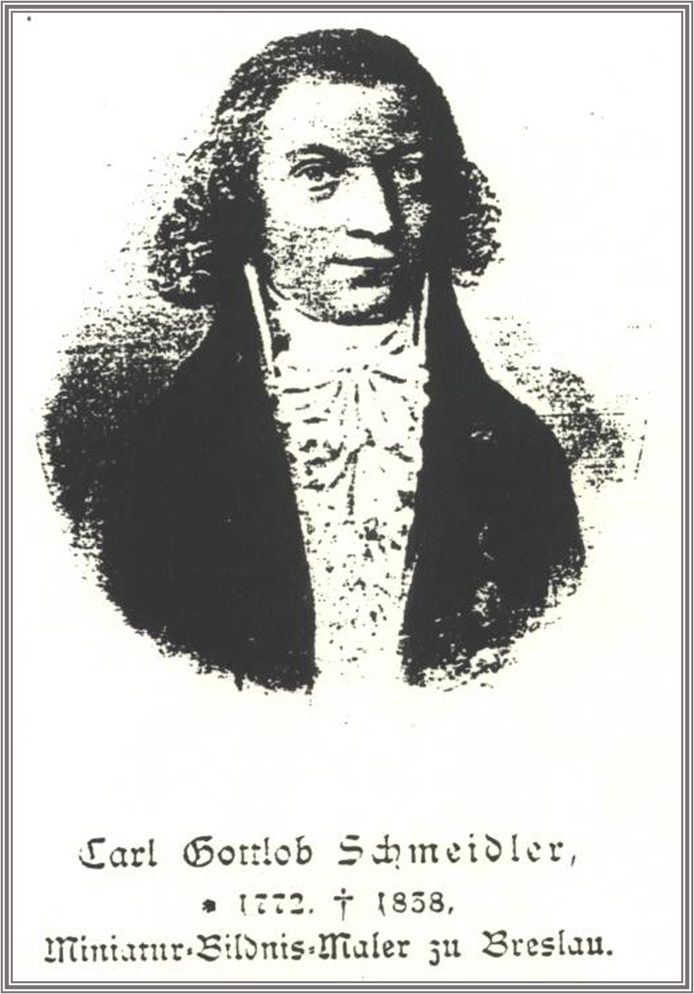 Carl Gottlob Schmeidler,
* 1772. † 1838,
Miniatur-Bildnis-Maler zu Breslau.